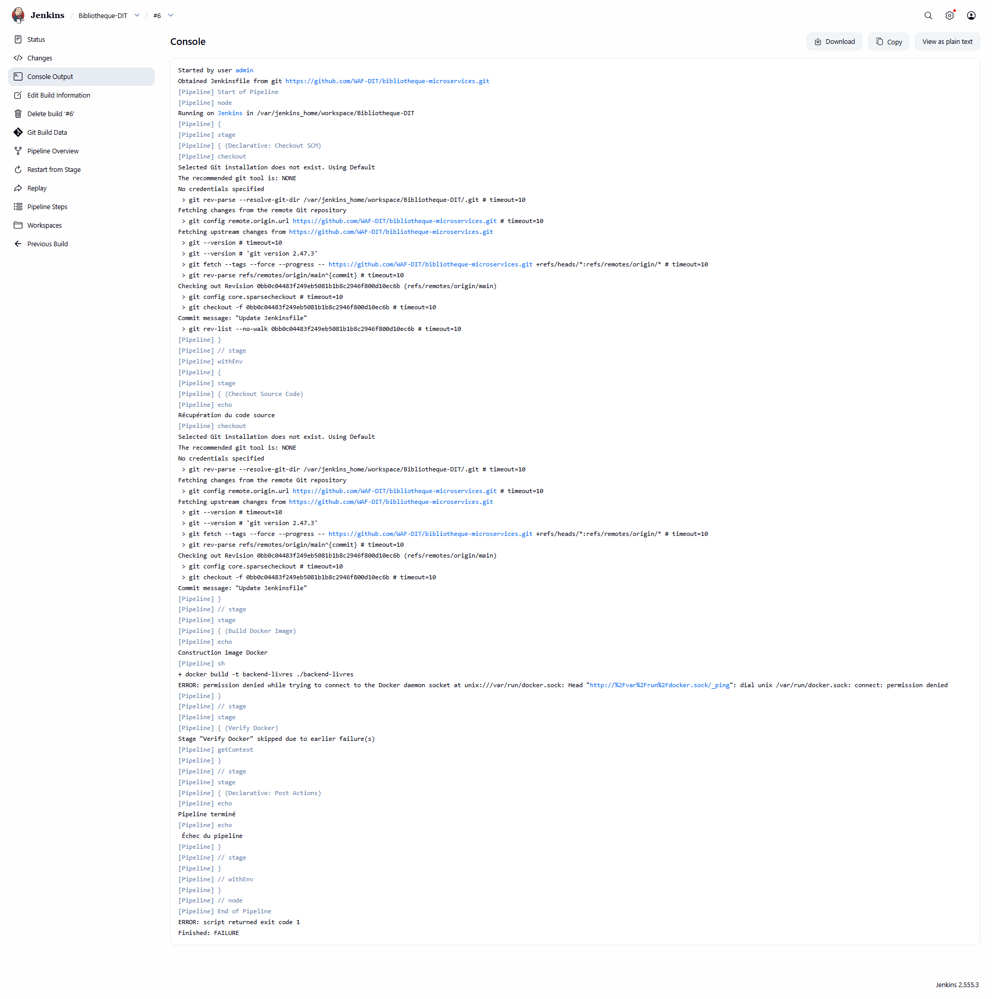 Jenkins / Bibliotheque-DIT / #6
Status
Changes
Console Output
Edit Build Information
Delete build ‘#6’
Git Build Data
Pipeline Overview
Restart from Stage
Replay
Pipeline Steps
Workspaces
Previous Build
Console
Download
Copy
View as plain text
Started by user admin
Obtained Jenkinsfile from git https://github.com/WAF-DIT/bibliotheque-microservices.git
[Pipeline] Start of Pipeline
[Pipeline] node
Running on Jenkins in /var/jenkins_home/workspace/Bibliotheque-DIT
[Pipeline] {
[Pipeline] stage
[Pipeline] { (Declarative: Checkout SCM)
[Pipeline] checkout
Selected Git installation does not exist. Using Default
The recommended git tool is: NONE
No credentials specified
 > git rev-parse --resolve-git-dir /var/jenkins_home/workspace/Bibliotheque-DIT/.git # timeout=10
Fetching changes from the remote Git repository
 > git config remote.origin.url https://github.com/WAF-DIT/bibliotheque-microservices.git # timeout=10
Fetching upstream changes from https://github.com/WAF-DIT/bibliotheque-microservices.git
 > git --version # timeout=10
 > git --version # 'git version 2.47.3'
 > git fetch --tags --force --progress -- https://github.com/WAF-DIT/bibliotheque-microservices.git +refs/heads/*:refs/remotes/origin/* # timeout=10
 > git rev-parse refs/remotes/origin/main^{commit} # timeout=10
Checking out Revision 0bb0c04483f249eb5081b1b8c2946f800d10ec6b (refs/remotes/origin/main)
 > git config core.sparsecheckout # timeout=10
 > git checkout -f 0bb0c04483f249eb5081b1b8c2946f800d10ec6b # timeout=10
Commit message: "Update Jenkinsfile"
 > git rev-list --no-walk 0bb0c04483f249eb5081b1b8c2946f800d10ec6b # timeout=10
[Pipeline] }
[Pipeline] // stage
[Pipeline] withEnv
[Pipeline] {
[Pipeline] stage
[Pipeline] { (Checkout Source Code)
[Pipeline] echo
Récupération du code source
[Pipeline] checkout
Selected Git installation does not exist. Using Default
The recommended git tool is: NONE
No credentials specified
 > git rev-parse --resolve-git-dir /var/jenkins_home/workspace/Bibliotheque-DIT/.git # timeout=10
Fetching changes from the remote Git repository
 > git config remote.origin.url https://github.com/WAF-DIT/bibliotheque-microservices.git # timeout=10
Fetching upstream changes from https://github.com/WAF-DIT/bibliotheque-microservices.git
 > git --version # timeout=10
 > git --version # 'git version 2.47.3'
 > git fetch --tags --force --progress -- https://github.com/WAF-DIT/bibliotheque-microservices.git +refs/heads/*:refs/remotes/origin/* # timeout=10
 > git rev-parse refs/remotes/origin/main^{commit} # timeout=10
Checking out Revision 0bb0c04483f249eb5081b1b8c2946f800d10ec6b (refs/remotes/origin/main)
 > git config core.sparsecheckout # timeout=10
 > git checkout -f 0bb0c04483f249eb5081b1b8c2946f800d10ec6b # timeout=10
Commit message: "Update Jenkinsfile"
[Pipeline] }
[Pipeline] // stage
[Pipeline] stage
[Pipeline] { (Build Docker Image)
[Pipeline] echo
Construction image Docker
[Pipeline] sh
+ docker build -t backend-livres ./backend-livres
ERROR: permission denied while trying to connect to the Docker daemon socket at unix:///var/run/docker.sock: Head "http://%2Fvar%2Frun%2Fdocker.sock/_ping": dial unix /var/run/docker.sock: connect: permission denied
[Pipeline] }
[Pipeline] // stage
[Pipeline] stage
[Pipeline] { (Verify Docker)
Stage "Verify Docker" skipped due to earlier failure(s)
[Pipeline] getContext
[Pipeline] }
[Pipeline] // stage
[Pipeline] stage
[Pipeline] { (Declarative: Post Actions)
[Pipeline] echo
Pipeline terminé
[Pipeline] echo
 Échec du pipeline
[Pipeline] }
[Pipeline] // stage
[Pipeline] }
[Pipeline] // withEnv
[Pipeline] }
[Pipeline] // node
[Pipeline] End of Pipeline
ERROR: script returned exit code 1
Finished: FAILURE
Jenkins 2.555.3